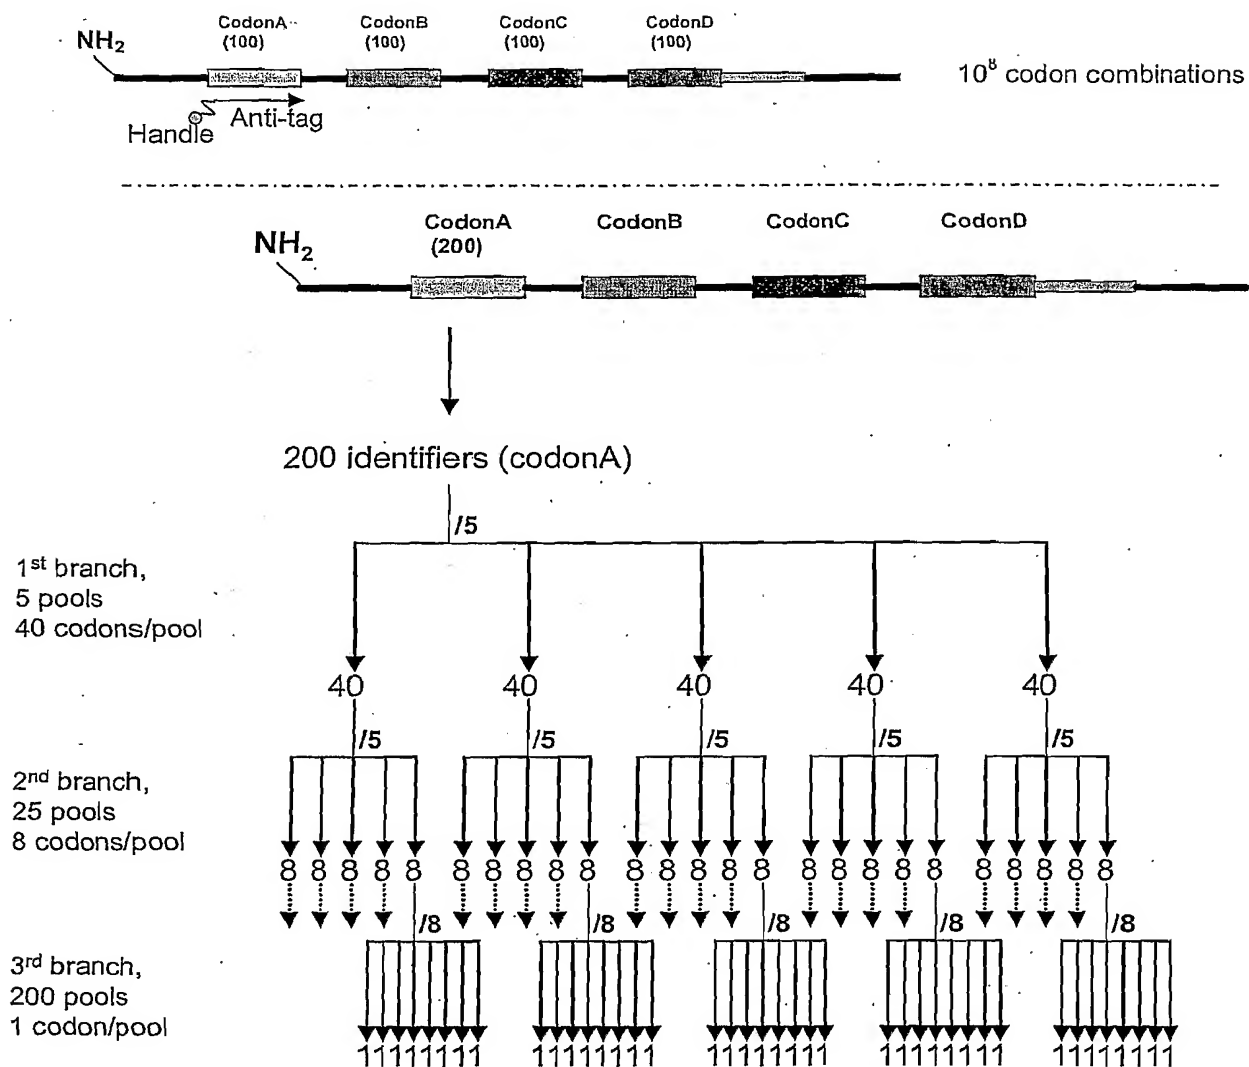 CodonA CodonB CodonC CodonD
NH2 (100) (100) (100) (100)
10^8 codon combinations
Handle Anti-tag
CodonA CodonB CodonC CodonD
NH2 (200)
200 identifiers (codonA)
/5
1st branch,
5 pools
40 codons/pool
40 40 40 40 40
/5 /5 /5 /5 /5
2nd branch,
25 pools
8 codons/pool
8 8 8 8 8 8 8 8 8 8 8 8 8 8 8 8 8 8 8 8 8 8 8 8 8
/8 /8 /8 /8 /8
3rd branch,
200 pools
1 codon/pool
11111111 11111111 11111111 11111111 11111111